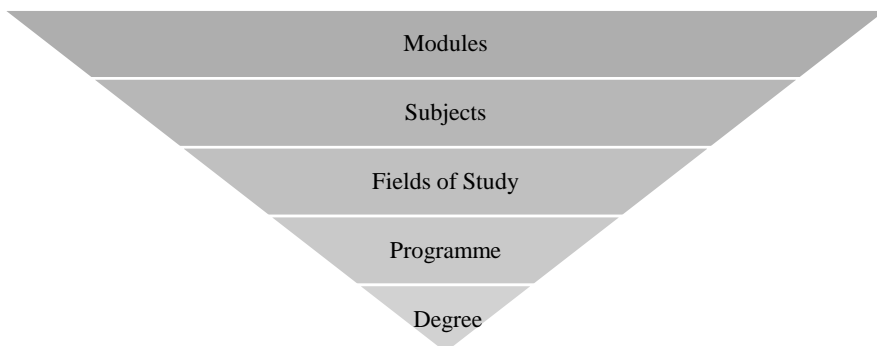 Modules
Subjects
Fields of Study
Programme
Degree